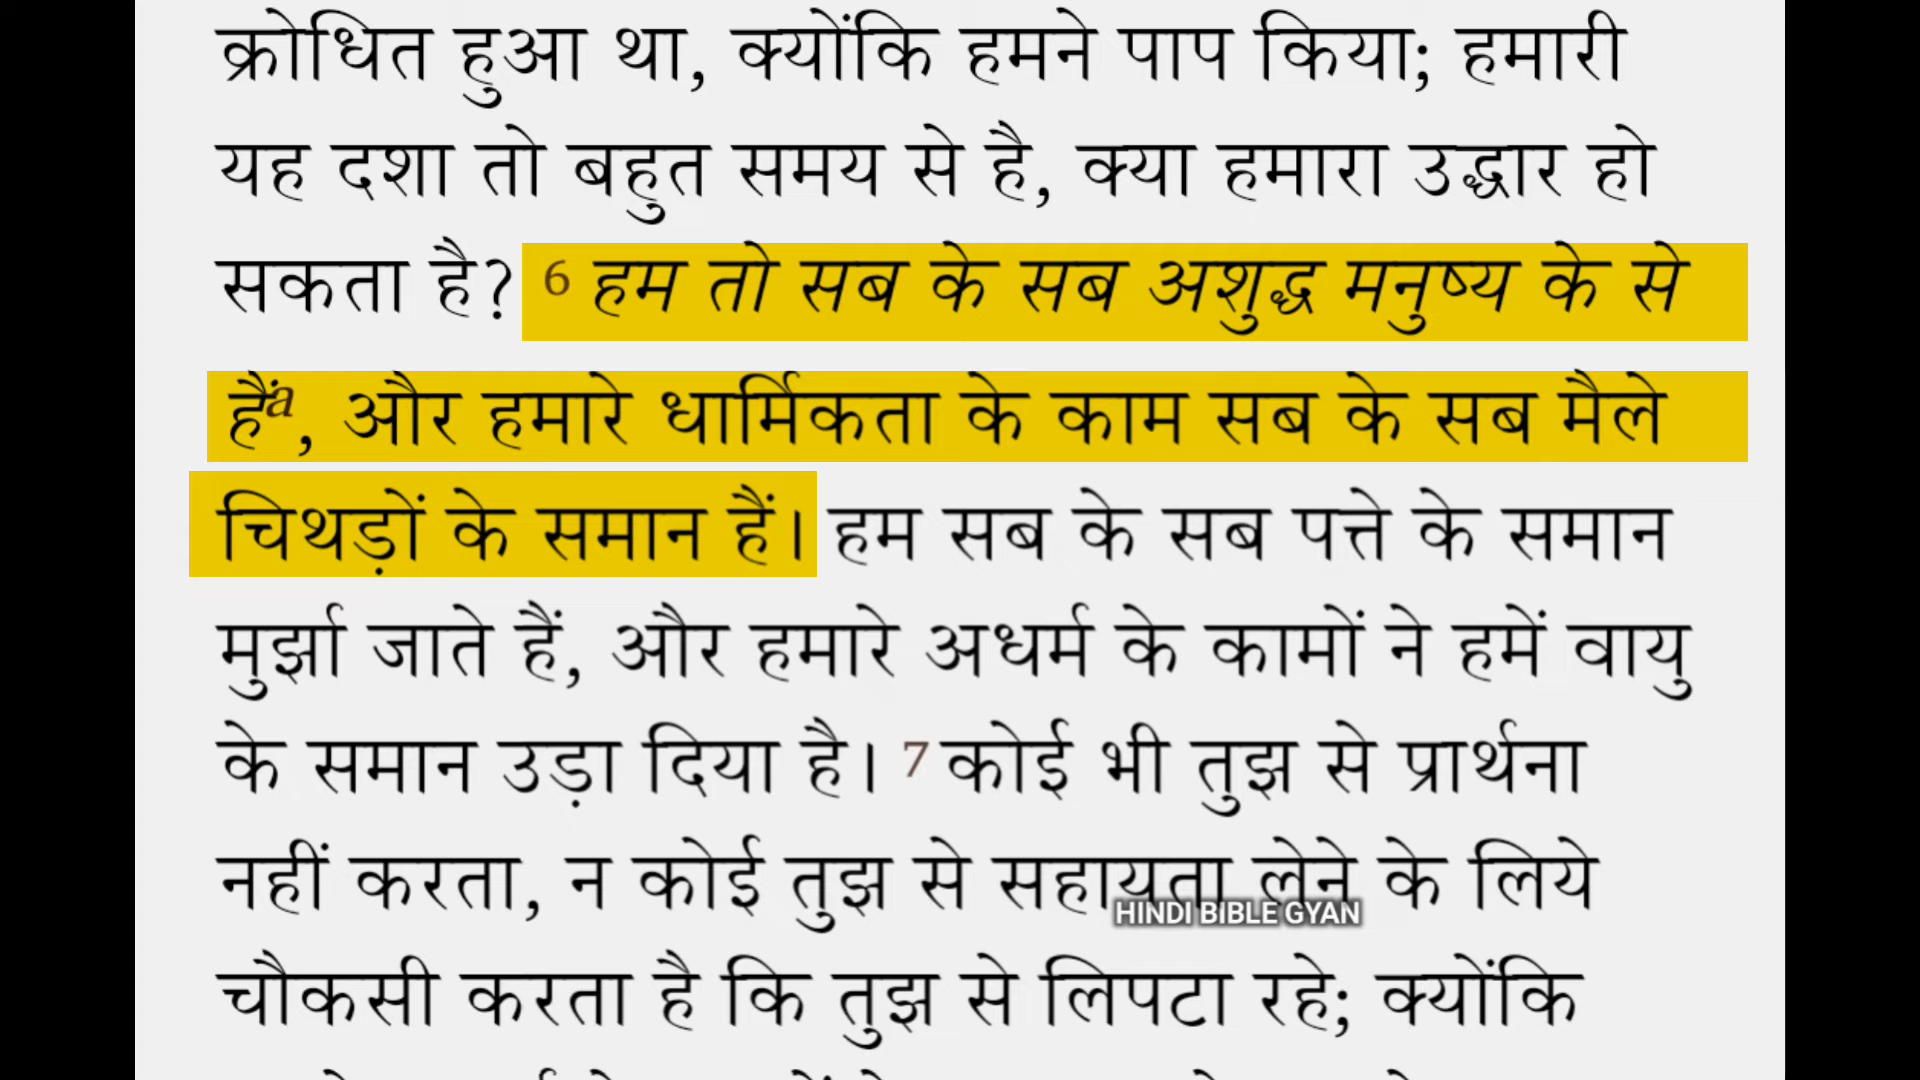 क्रोधित हुआ था, क्योंकि हमने पाप किया; हमारी
यह दशा तो बहुत समय से है, क्या हमारा उद्धार हो
सकता है? 6 हम तो सब के सब अशुद्ध मनुष्य के से
हैंa, और हमारे धार्मिकता के काम सब के सब मैले
चिथड़ों के समान हैं। हम सब के सब पत्ते के समान
मुर्झा जाते हैं, और हमारे अधर्म के कामों ने हमें वायु
के समान उड़ा दिया है। 7 कोई भी तुझ से प्रार्थना
नहीं करता, न कोई तुझ से सहायता लेने के लिये
HINDI BIBLE GYAN
चौकसी करता है कि तुझ से लिपटा रहे; क्योंकि